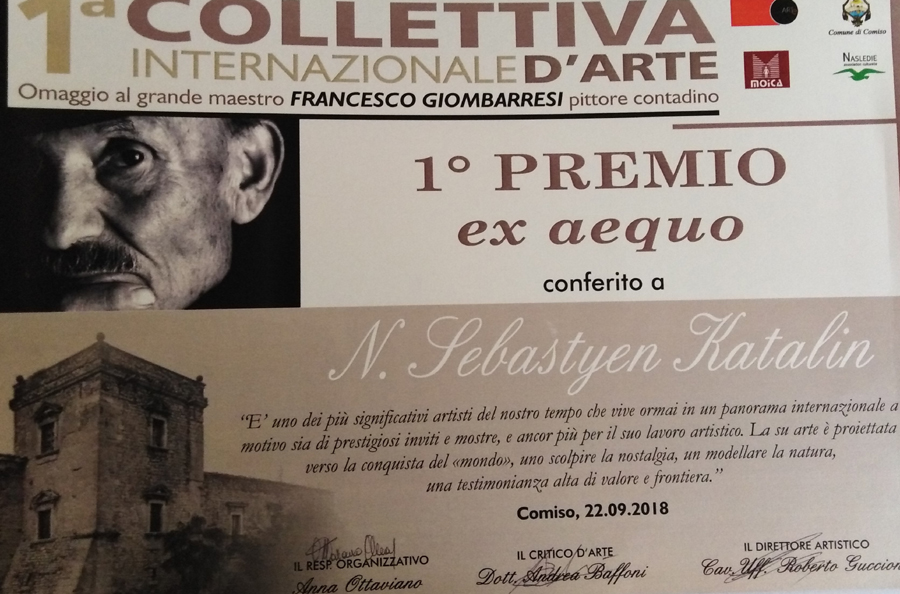 1ª COLLETTIVA
INTERNAZIONALE D'ARTE
Omaggio al grande maestro FRANCESCO GIOMBARRESI pittore contadino
Comune di Comiso
MOICA
NASLEDIE
1° PREMIO
ex aequo
conferito a
N. Sebastyen Katalin
“E' uno dei più significativi artisti del nostro tempo che vive ormai in un panorama internazionale a
motivo sia di prestigiosi inviti e mostre, e ancor più per il suo lavoro artistico. La su arte è proiettata
verso la conquista del «mondo», uno scolpire la nostalgia, un modellare la natura,
una testimonianza alta di valore e frontiera.”
Comiso, 22.09.2018
IL RESP. ORGANIZZATIVO
Anna Ottaviano
IL CRITICO D'ARTE
Dott. Andrea Baffoni
IL DIRETTORE ARTISTICO
Cav. Uff. Roberto Guccion